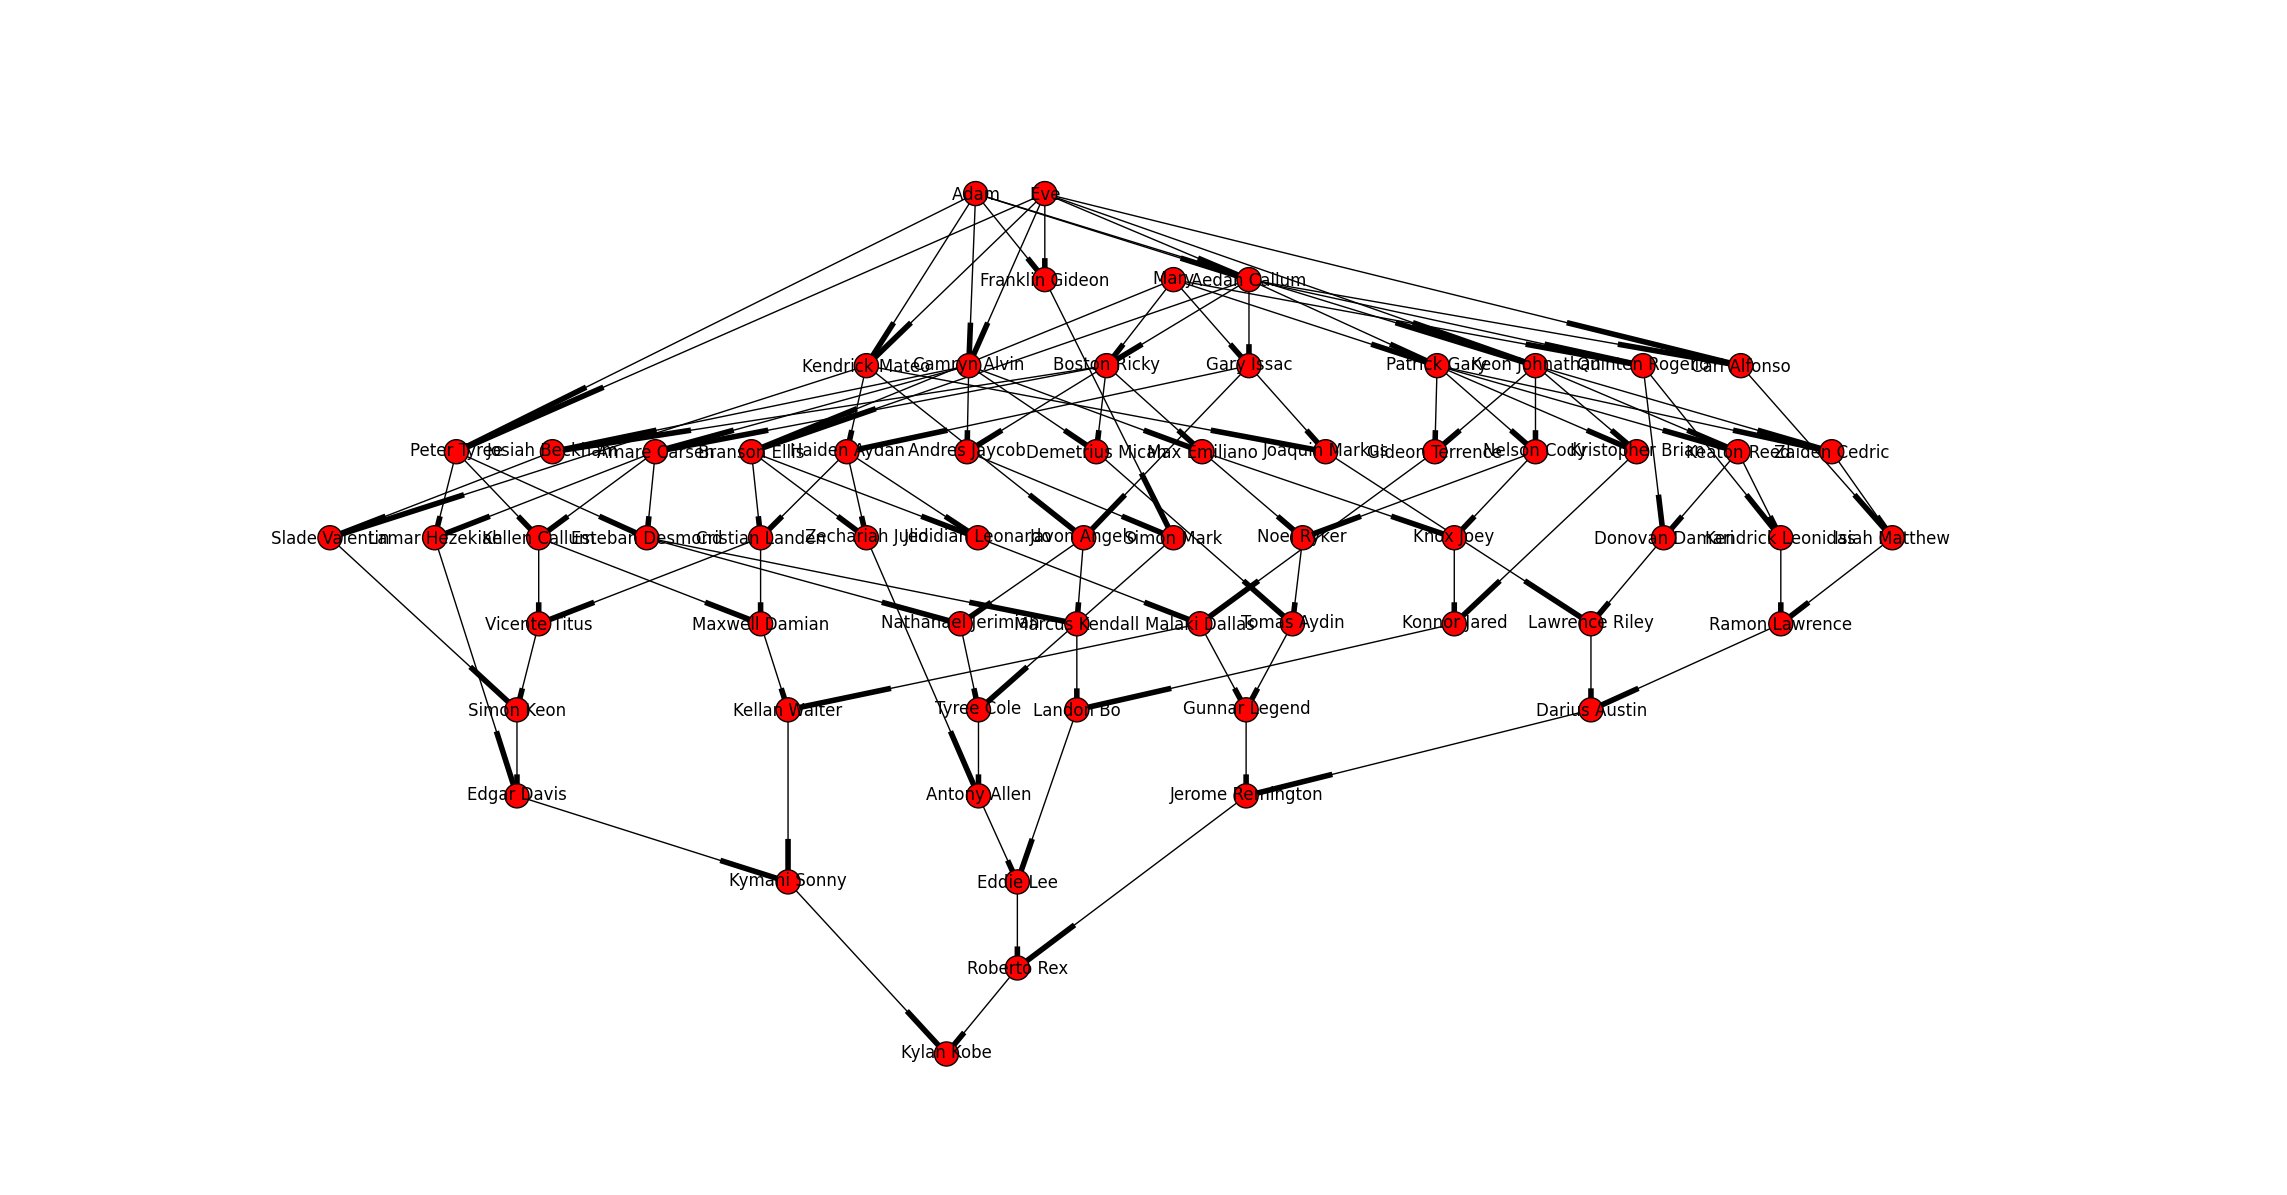 Adam
Eve
Franklin Gideon
Mary
Aedan Callum
Kendrick Mateo
Camryn Alvin
Boston Ricky
Gary Issac
Patrick Gary
Keon Johnathan
Quinten Rogelio
Carl Alfonso
Peter Tyree
Josiah Beckham
Amare Carsen
Branson Ellis
Haiden Aydan
Andres Jaycob
Demetrius Micah
Max Emiliano
Joaquin Markus
Gideon Terrence
Nelson Cody
Kristopher Brian
Keaton Reed
Zaiden Cedric
Slade Valentin
Lamar Hezekiah
Kellen Callum
Esteban Desmond
Cristian Landen
Zechariah Julio
Jedidiah Leonardo
Javon Angelo
Simon Mark
Noel Ryker
Knox Joey
Donovan Damari
Kendrick Leonidas
Isiah Matthew
Vicente Titus
Maxwell Damian
Nathanael Jerimiah
Marcus Kendall
Malaki Dallas
Tomas Aydin
Konnor Jared
Lawrence Riley
Ramon Lawrence
Simon Keon
Kellan Walter
Tyree Cole
Landon Bo
Gunnar Legend
Darius Austin
Edgar Davis
Antony Allen
Jerome Remington
Kymani Sonny
Eddie Lee
Roberto Rex
Kylan Kobe